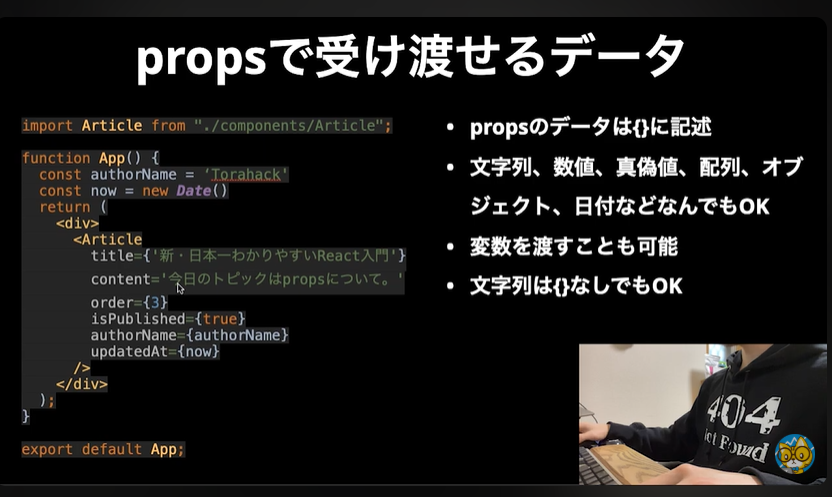 propsで受け渡せるデータ
import Article from "./components/Article";
function App() {
const authorName = ‘Torahack'
const now = new Date()
return (
<div>
<Article
title={'新・日本一わかりやすいReact入門'}
content='今日のトピックはpropsについて。'
order={3}
isPublished={true}
authorName={authorName}
updatedAt={now}
/>
</div>
);
}
export default App;
• propsのデータは{}に記述
• 文字列、数値、真偽値、配列、オブ
ジェクト、日付などなんでもOK
• 変数を渡すことも可能
• 文字列は{}なしでもOK
404
Found